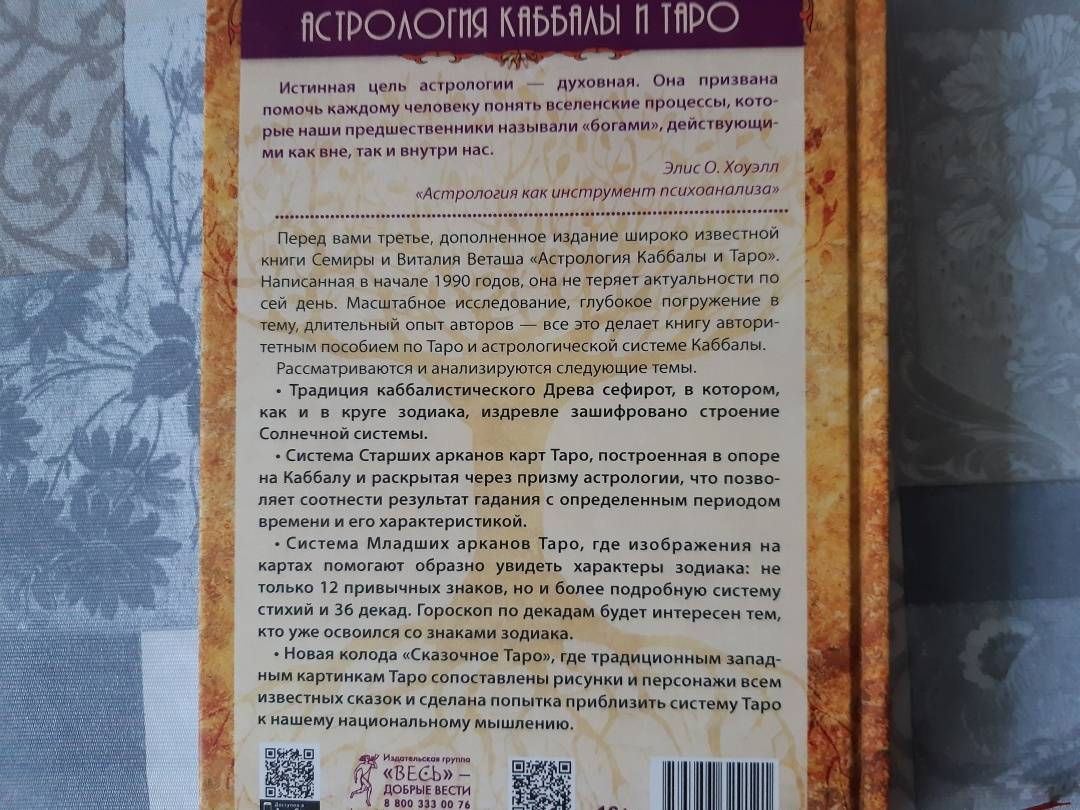 АСТРОЛОГИЯ КАББАЛЫ И ТАРО
Истинная цель астрологии — духовная. Она призвана
помочь каждому человеку понять вселенские процессы, кото-
рые наши предшественники называли «богами», действующи-
ми как вне, так и внутри нас.
Элис О. Хоуэлл
«Астрология как инструмент психоанализа»
Перед вами третье, дополненное издание широко известной
книги Семиры и Виталия Веташа «Астрология Каббалы и Таро».
Написанная в начале 1990 годов, она не теряет актуальности по
сей день. Масштабное исследование, глубокое погружение в
тему, длительный опыт авторов — все это делает книгу автори-
тетным пособием по Таро и астрологической системе Каббалы.
Рассматриваются и анализируются следующие темы.
• Традиция каббалистического Древа сефирот, в котором,
как и в круге зодиака, издревле зашифровано строение
Солнечной системы.
• Система Старших арканов карт Таро, построенная в опоре
на Каббалу и раскрытая через призму астрологии, что позво-
ляет соотнести результат гадания с определенным периодом
времени и его характеристикой.
• Система Младших арканов Таро, где изображения на
картах помогают образно увидеть характеры зодиака: не
только 12 привычных знаков, но и более подробную систему
стихий и 36 декад. Гороскоп по декадам будет интересен тем,
кто уже освоился со знаками зодиака.
• Новая колода «Сказочное Таро», где традиционным запад-
ным картинкам Таро сопоставлены рисунки и персонажи всем
известных сказок и сделана попытка приблизить систему Таро
к нашему национальному мышлению.
Издательская группа
«ВЕСЬ» —
ДОБРЫЕ ВЕСТИ
8 800 333 00 76